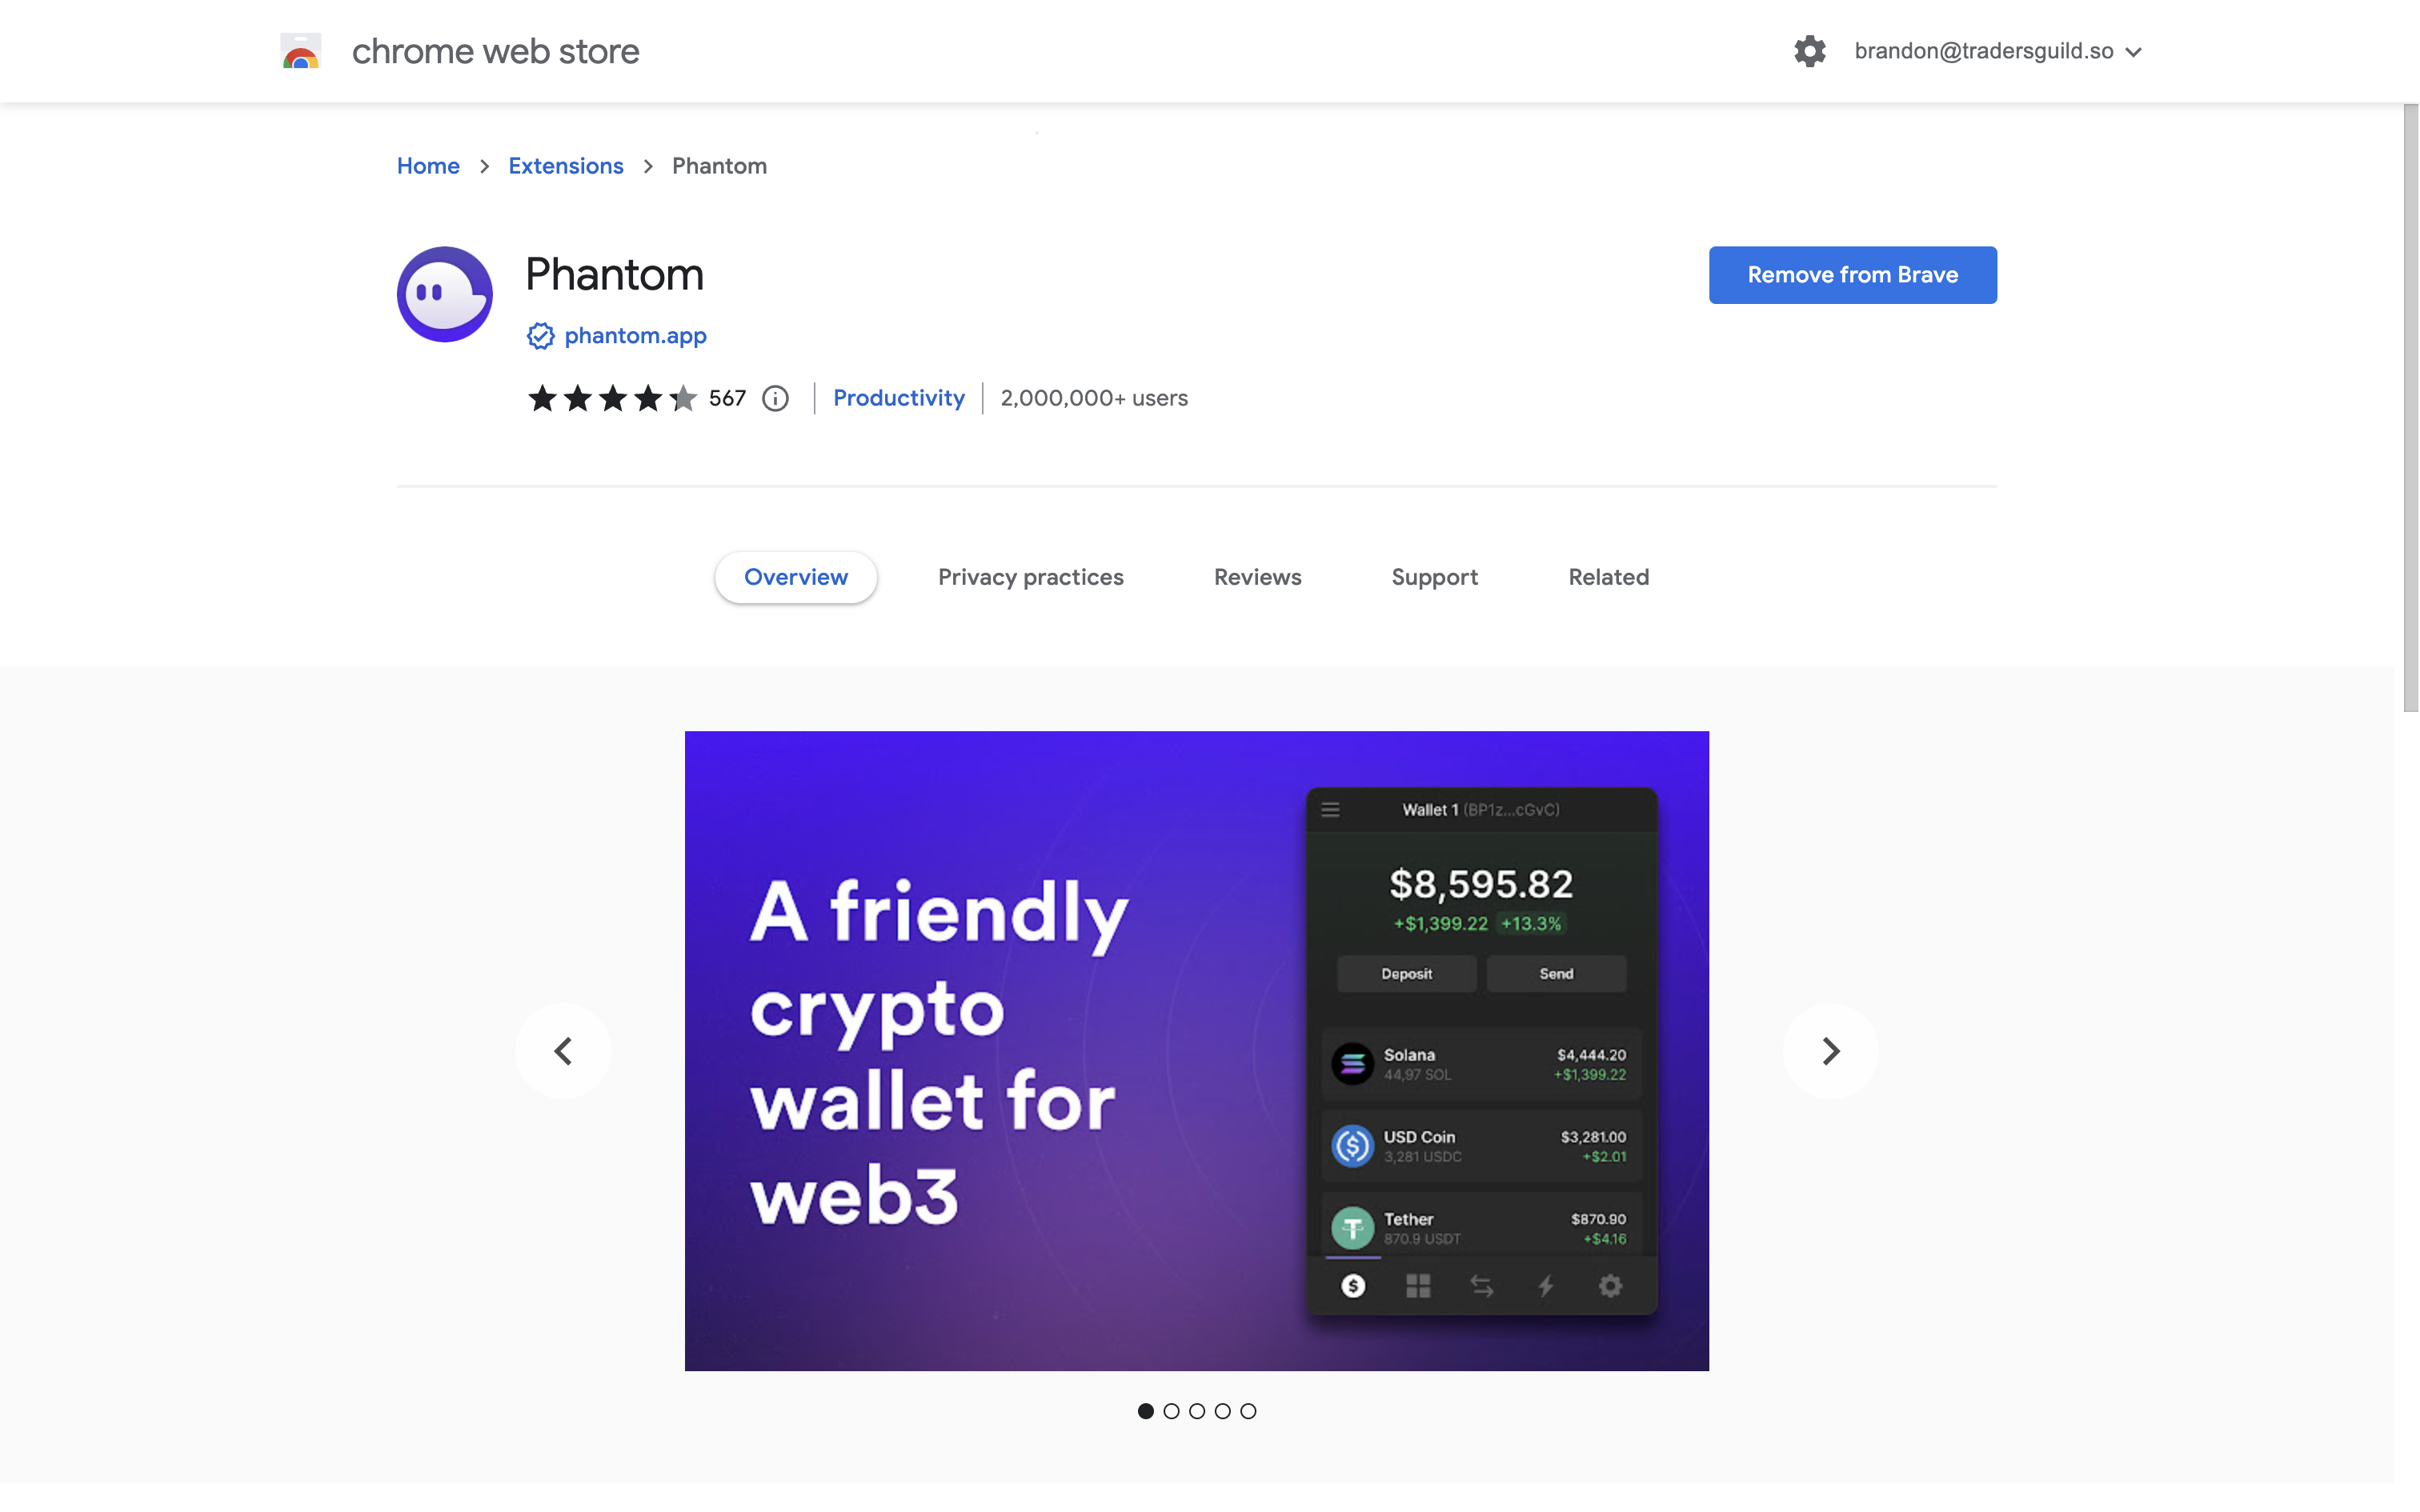 chrome web store
brandon@tradersguild.so
Home > Extensions > Phantom
Phantom
Remove from Brave
phantom.app
567
Productivity
2,000,000+ users
Overview
Privacy practices
Reviews
Support
Related
A friendly
crypto
wallet for
web3
Wallet 1 (BP1z...cGvC)
$8,595.82
+$1,399.22 +13.3%
Deposit
Send
Solana
$4,444.20
44,97 SOL
+$1,399.22
USD Coin
$3,281.00
3,281 USDC
+$2.01
Tether
$870.90
870.9 USDT
+$4.16